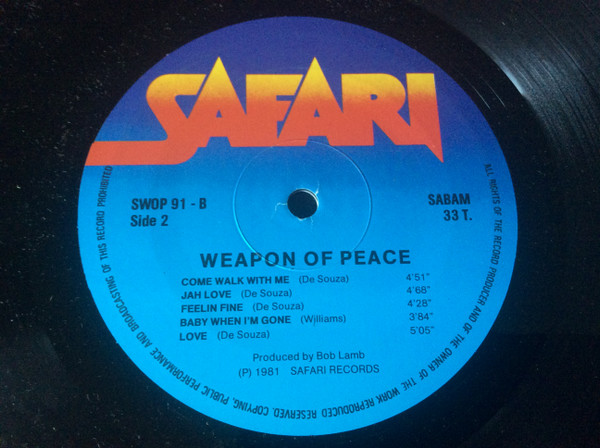 SAFARI
SWOP 91 - B
Side 2
SABAM
33 T.
WEAPON OF PEACE
COME WALK WITH ME (De Souza) 4'51"
JAH LOVE (De Souza) 4'68"
FEELIN FINE (De Souza) 4'28"
BABY WHEN I'M GONE (Williams) 3'84"
LOVE (De Souza) 5'05"
Produced by Bob Lamb
(P) 1981 SAFARI RECORDS
ALL RIGHTS OF THE RECORD PRODUCER AND OF THE OWNER OF THE WORK REPRODUCED RESERVED. COPYING, PUBLIC PERFORMANCE AND BROADCASTING OF THIS RECORD PROHIBITED